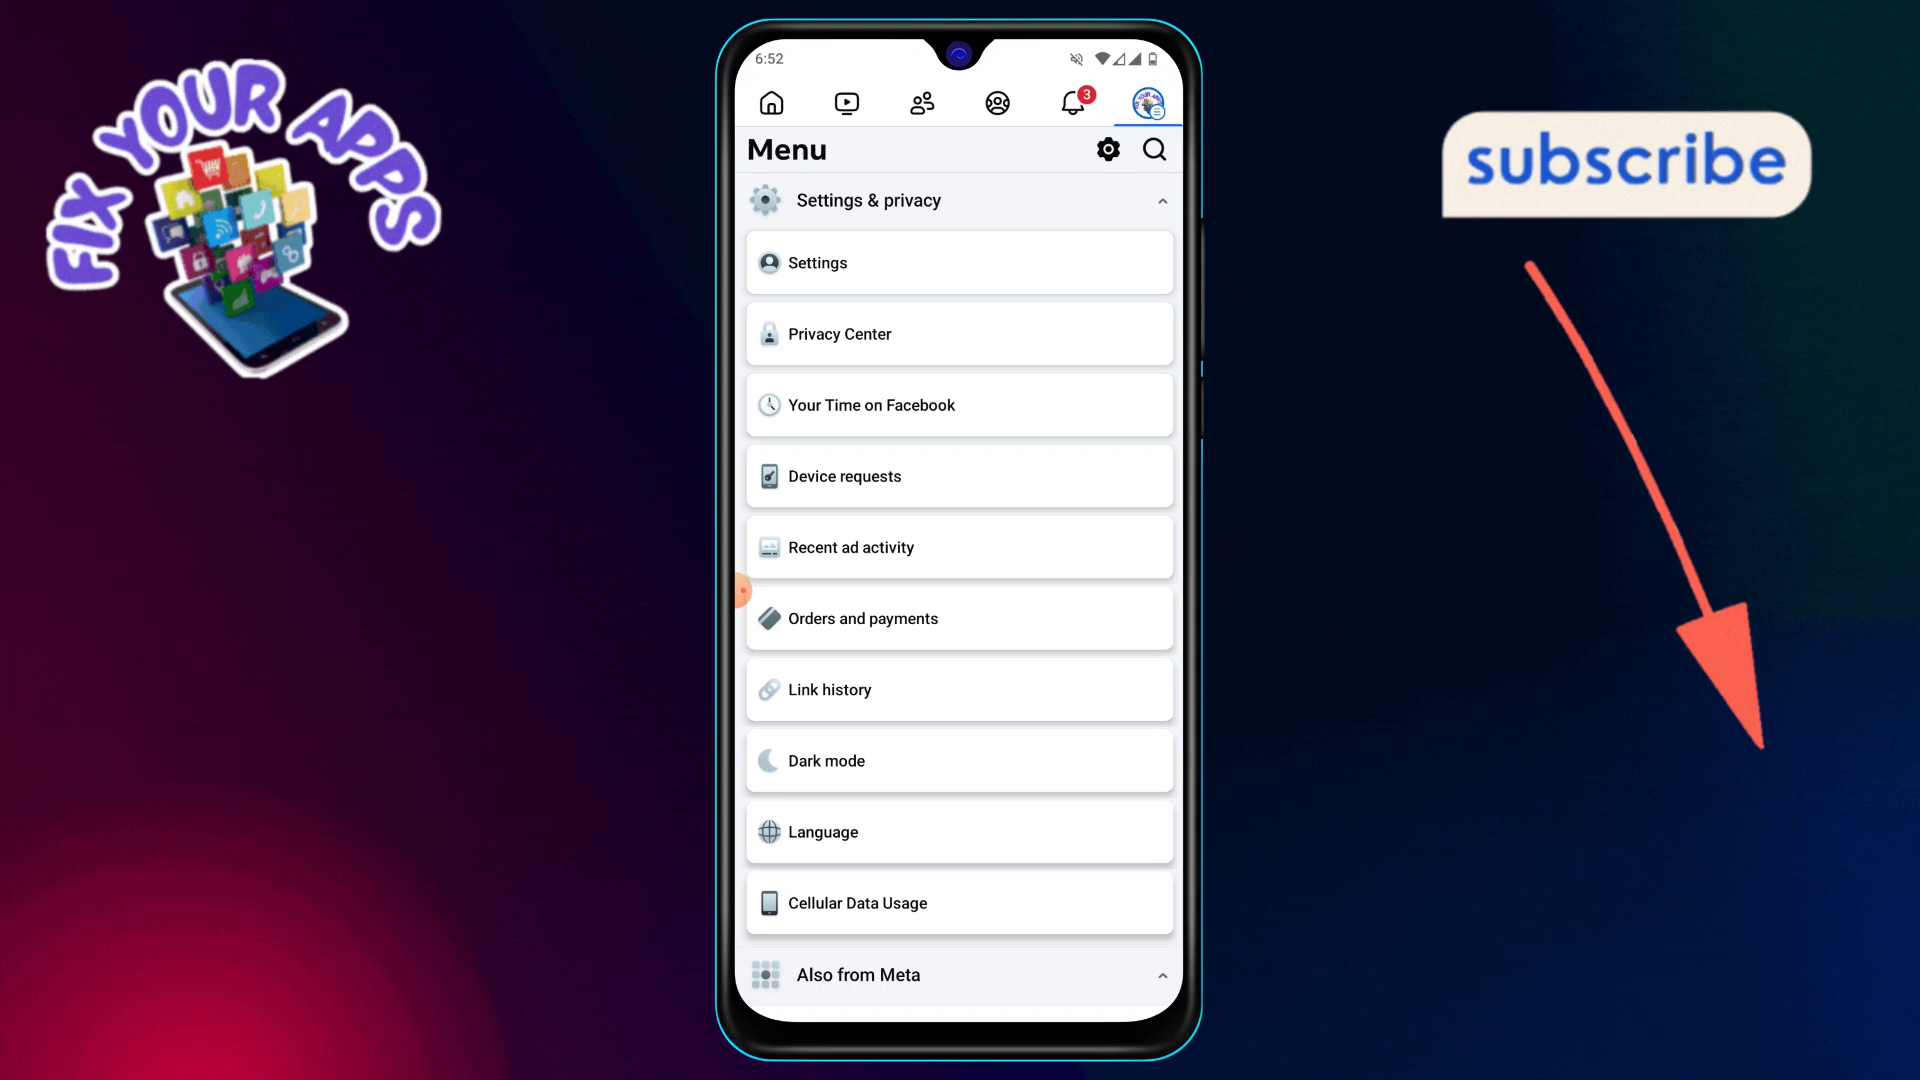 FIX YOUR APPS
subscribe
6:52
3
Menu
Settings & privacy
Settings
Privacy Center
Your Time on Facebook
Device requests
Recent ad activity
Orders and payments
Link history
Dark mode
Language
Cellular Data Usage
Also from Meta